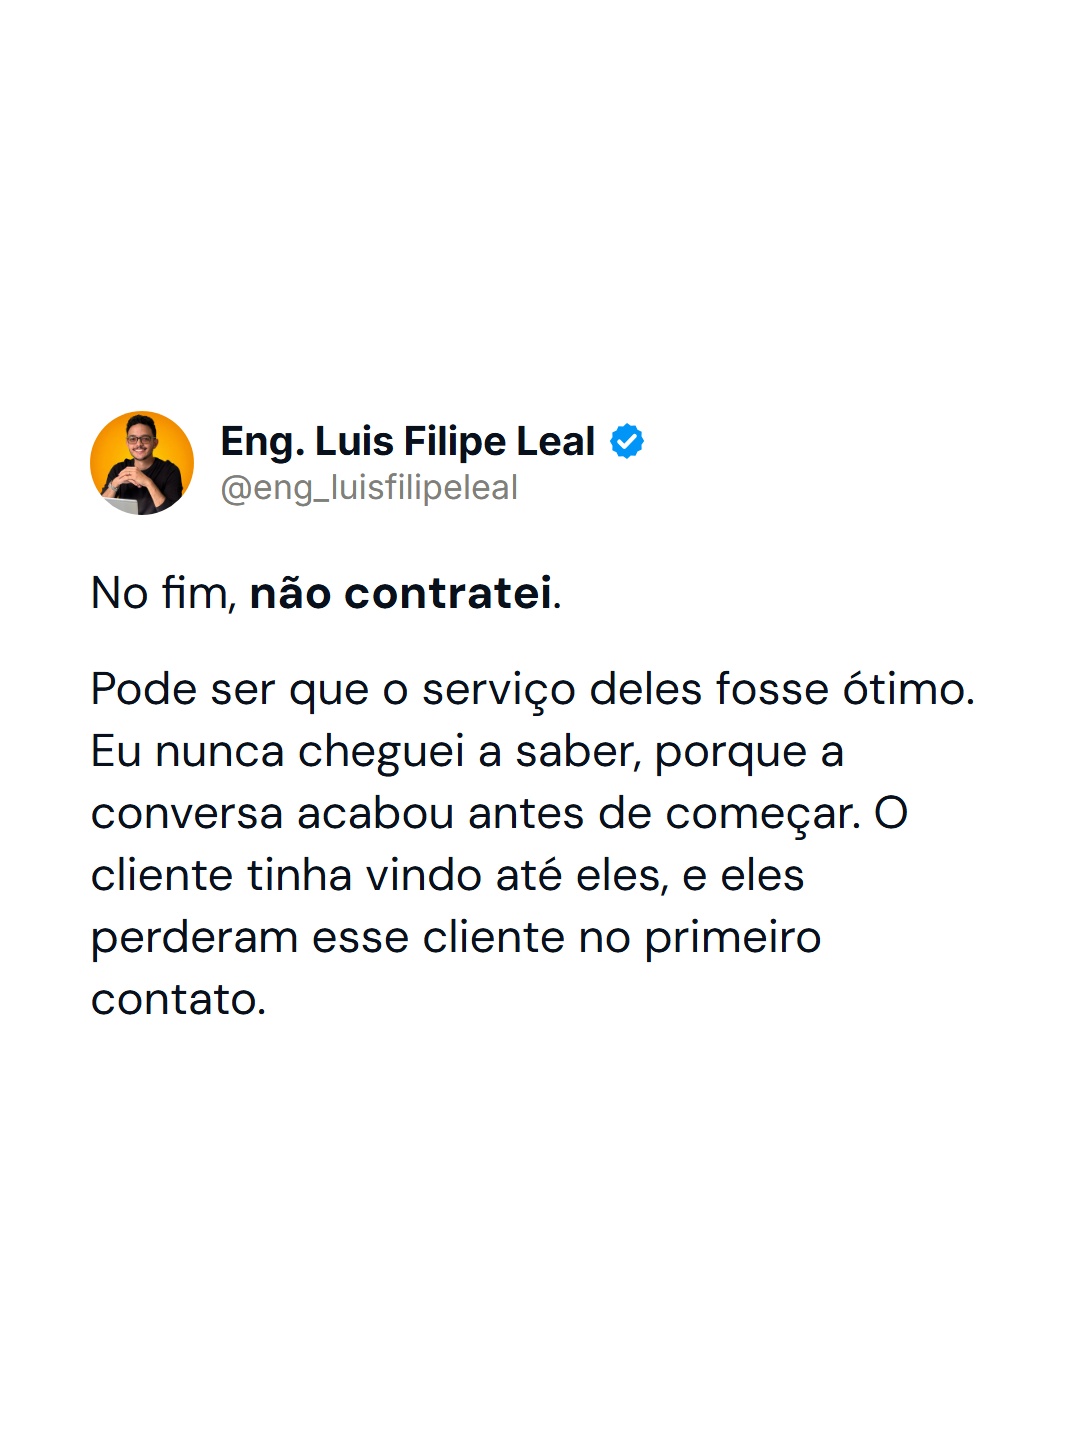 Eng. Luis Filipe Leal
@eng_luisfilipeleal
No fim, não contratei.
Pode ser que o serviço deles fosse ótimo.
Eu nunca cheguei a saber, porque a
conversa acabou antes de começar. O
cliente tinha vindo até eles, e eles
perderam esse cliente no primeiro
contato.